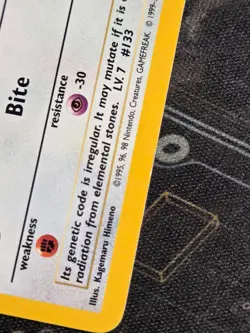 Bite
weakness
resistance
-30
Its genetic code is irregular. It may mutate if it is
radiation from elemental stones. LV. 7 #133
Illus. Kagemaru Himeno
©1995, 96, 98 Nintendo, Creatures, GAMEFREAK. ©1999-